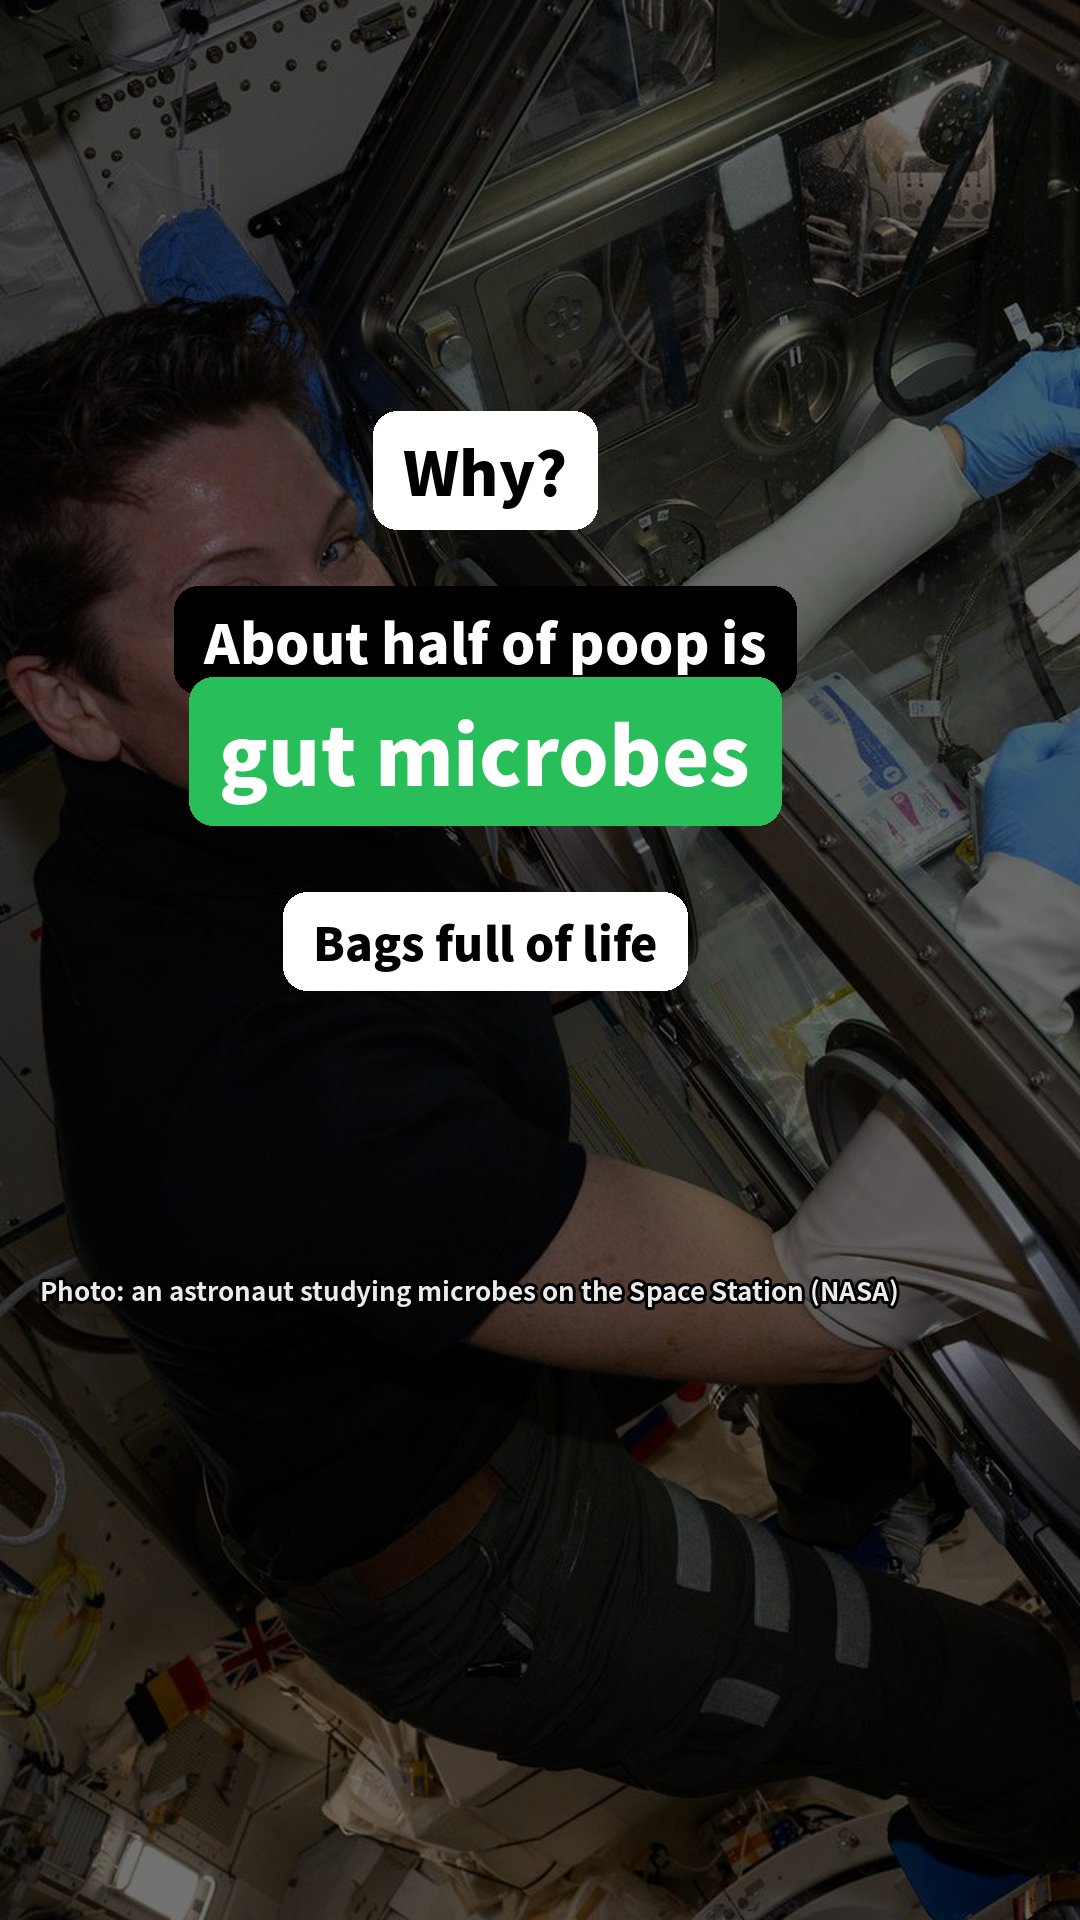 Why?
About half of poop is
gut microbes
Bags full of life
Photo: an astronaut studying microbes on the Space Station (NASA)